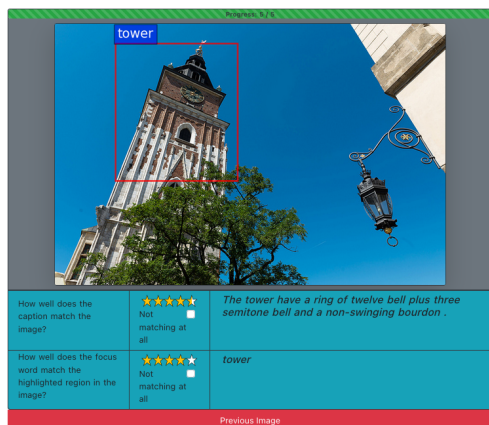 Progress: 5 / 5
tower
How well does the
caption match the
image?
Not
matching at
all
The tower have a ring of twelve bell plus three
semitone bell and a non-swinging bourdon .
How well does the focus
word match the
highlighted region in the
image?
Not
matching at
all
tower
Previous Image